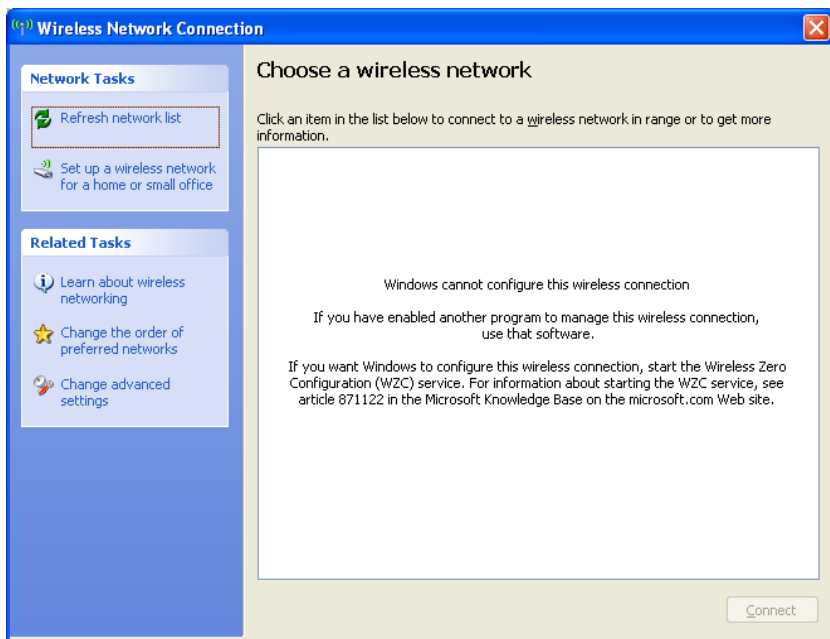 Wireless Network Connection
Network Tasks
Refresh network list
Set up a wireless network
for a home or small office
Related Tasks
Learn about wireless
networking
Change the order of
preferred networks
Change advanced
settings
Choose a wireless network
Click an item in the list below to connect to a wireless network in range or to get more
information.
Windows cannot configure this wireless connection
If you have enabled another program to manage this wireless connection,
use that software.
If you want Windows to configure this wireless connection, start the Wireless Zero
Configuration (WZC) service. For information about starting the WZC service, see
article 871122 in the Microsoft Knowledge Base on the microsoft.com Web site.
Connect